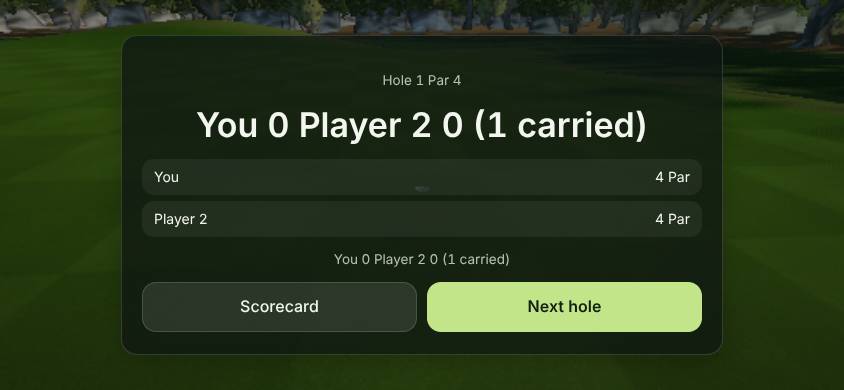 Hole 1 Par 4
You 0 Player 2 0 (1 carried)
You 4 Par
Player 2 4 Par
You 0 Player 2 0 (1 carried)
Scorecard Next hole